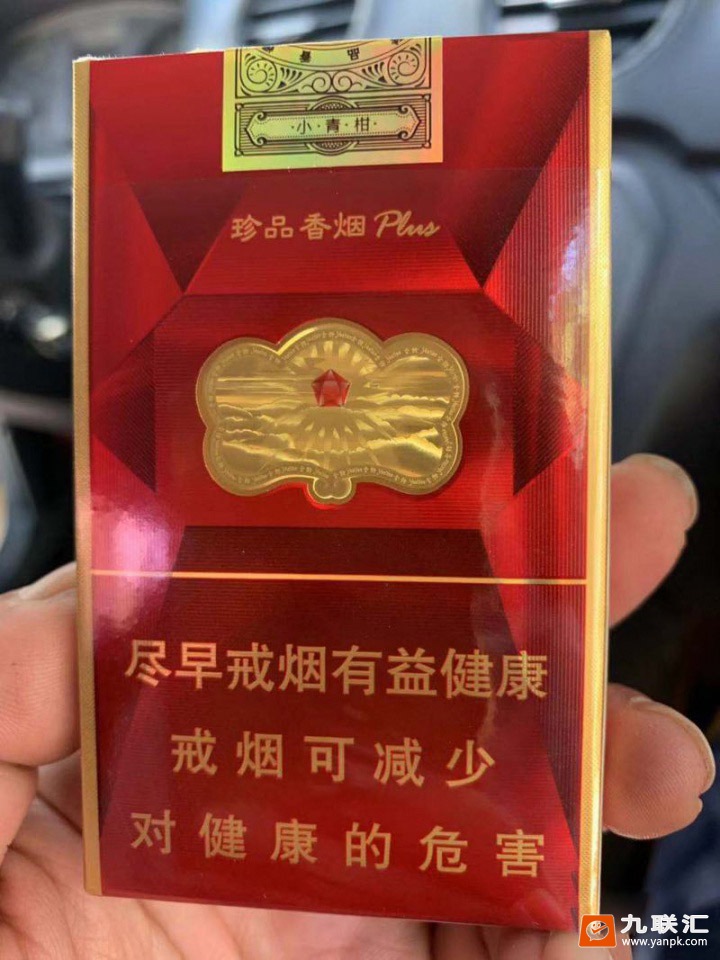 ·小·青·柑·
珍品香烟 Plus
尽早戒烟有益健康
戒烟可减少
对健康的危害
九联汇
www.yanpk.com